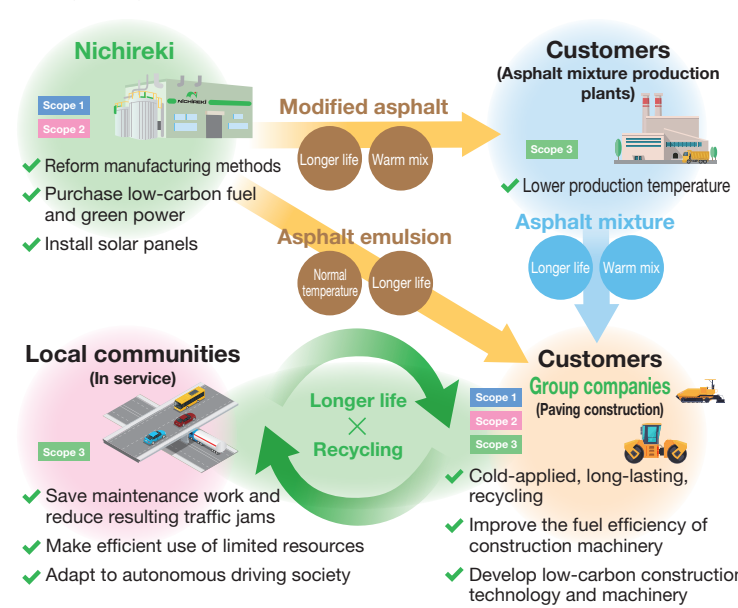 Nichireki
Scope 1
Scope 2
NICHIREKI
Reform manufacturing methods
Purchase low-carbon fuel
and green power
Install solar panels
Modified asphalt
Longer life
Warm mix
Customers
(Asphalt mixture production
plants)
Scope 3
Lower production temperature
Asphalt emulsion
Normal
temperature
Longer life
Asphalt mixture
Longer life
Warm mix
Local communities
(In service)
Scope 3
Save maintenance work and
reduce resulting traffic jams
Make efficient use of limited resources
Adapt to autonomous driving society
Longer life
×
Recycling
Customers
Group companies
(Paving construction)
Scope 1
Scope 2
Scope 3
Cold-applied, long-lasting,
recycling
Improve the fuel efficiency of
construction machinery
Develop low-carbon construction
technology and machinery